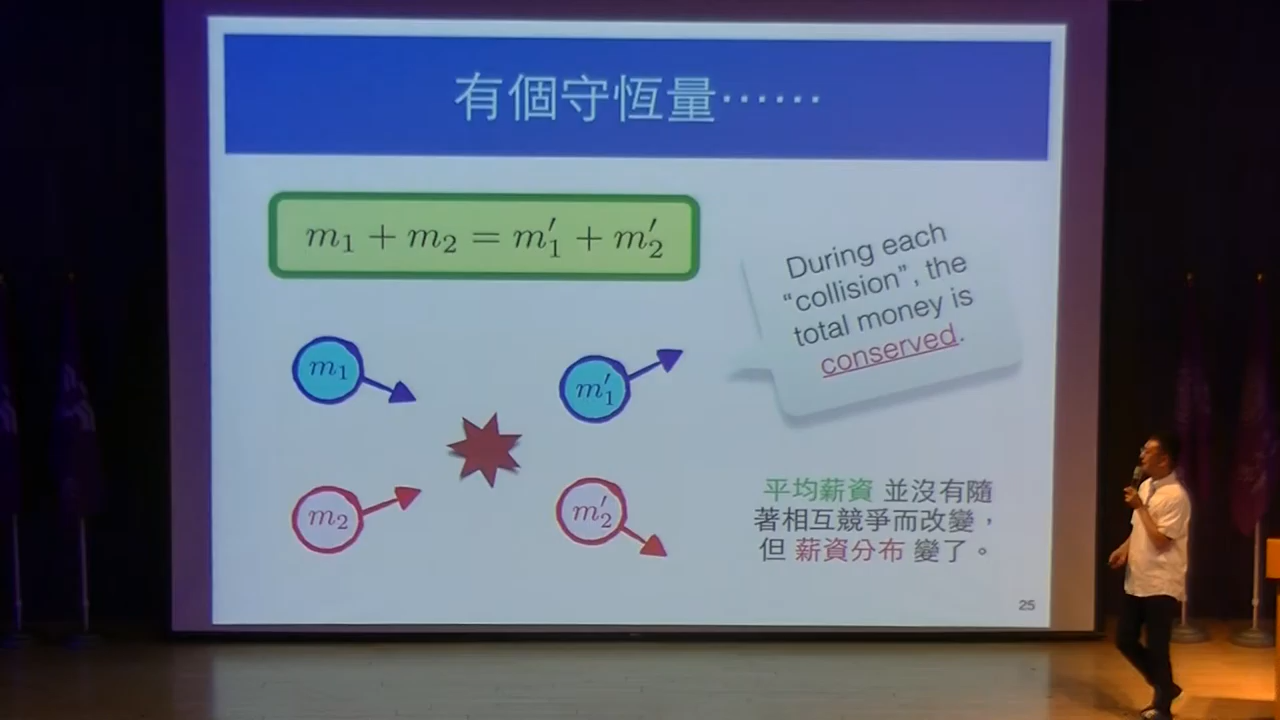 有個守恆量⋯⋯
m₁ + m₂ = m′₁ + m′₂
During each
“collision”, the
total money is
conserved.
m₁
m′₁
m₂
m′₂
平均薪資 並沒有隨
著相互競爭而改變，
但 薪資分布 變了。
25